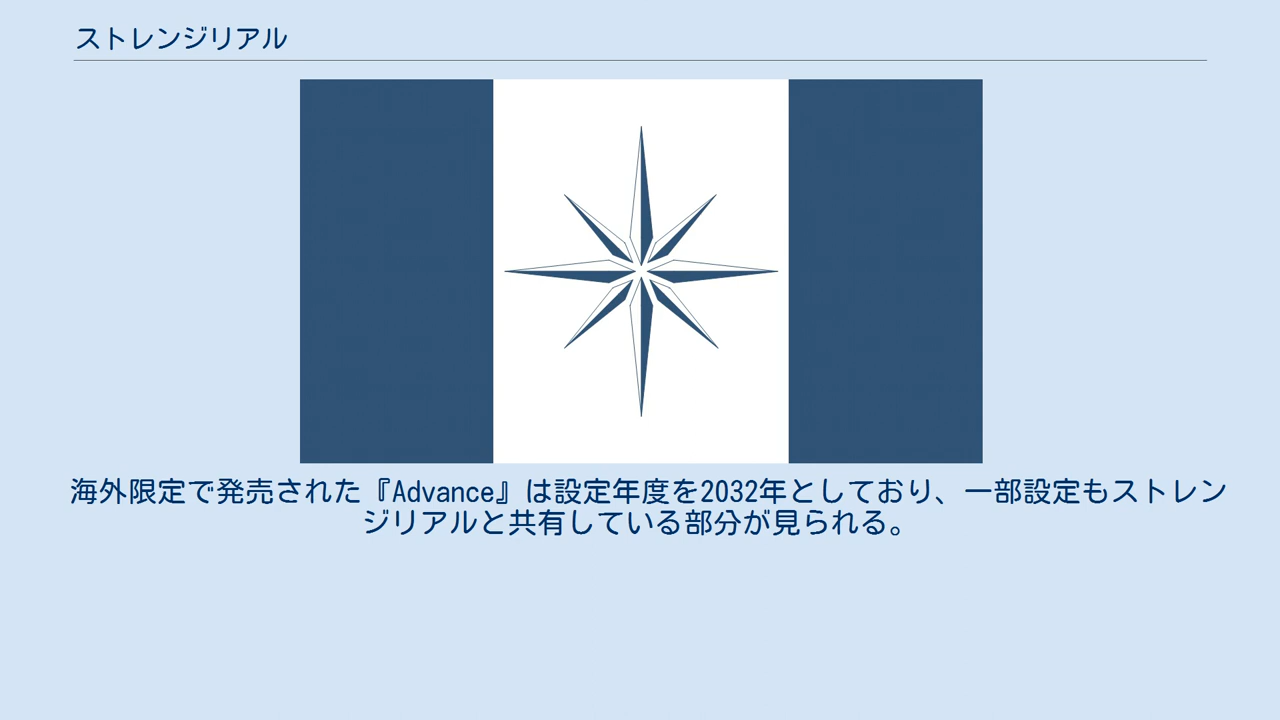 ストレンジリアル
海外限定で発売された『Advance』は設定年度を2032年としており、一部設定もストレン
ジリアルと共有している部分が見られる。